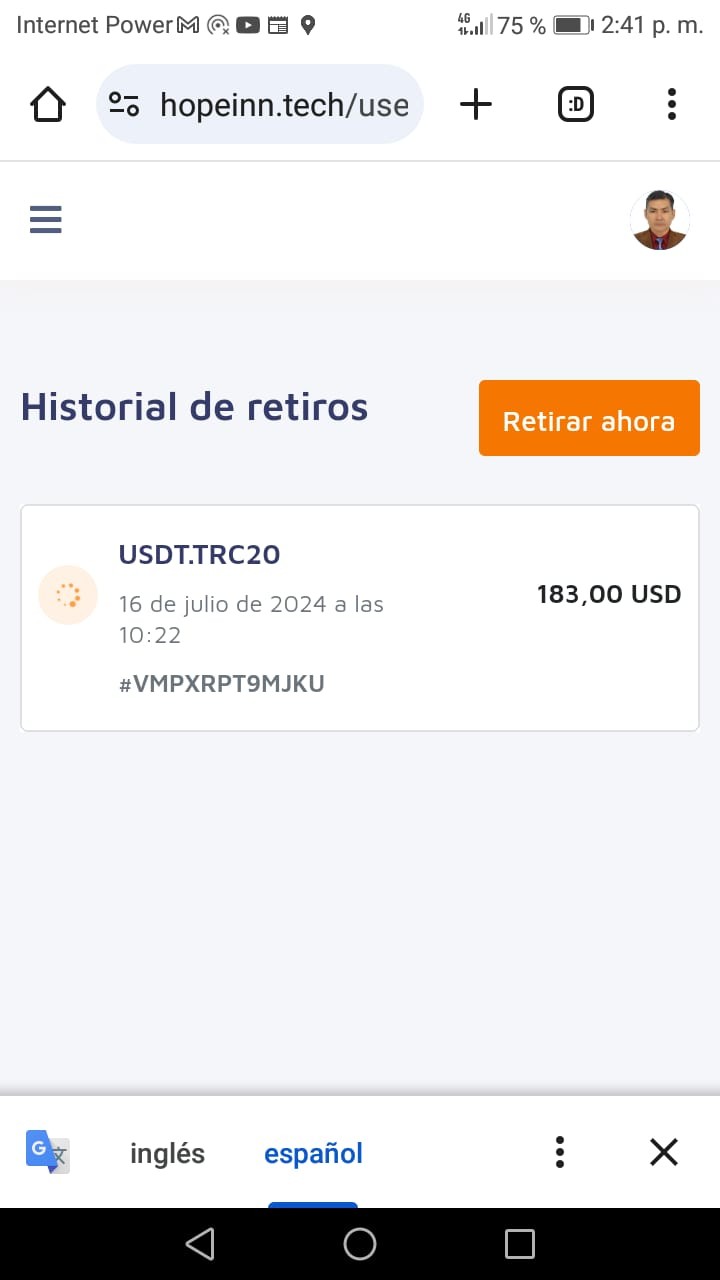 Internet Power 4G 75 % 2:41 p. m.
hopeinn.tech/use :D
Historial de retiros
Retirar ahora
USDT.TRC20
16 de julio de 2024 a las
10:22
183,00 USD
#VMPXRPT9MJKU
G 文 inglés español